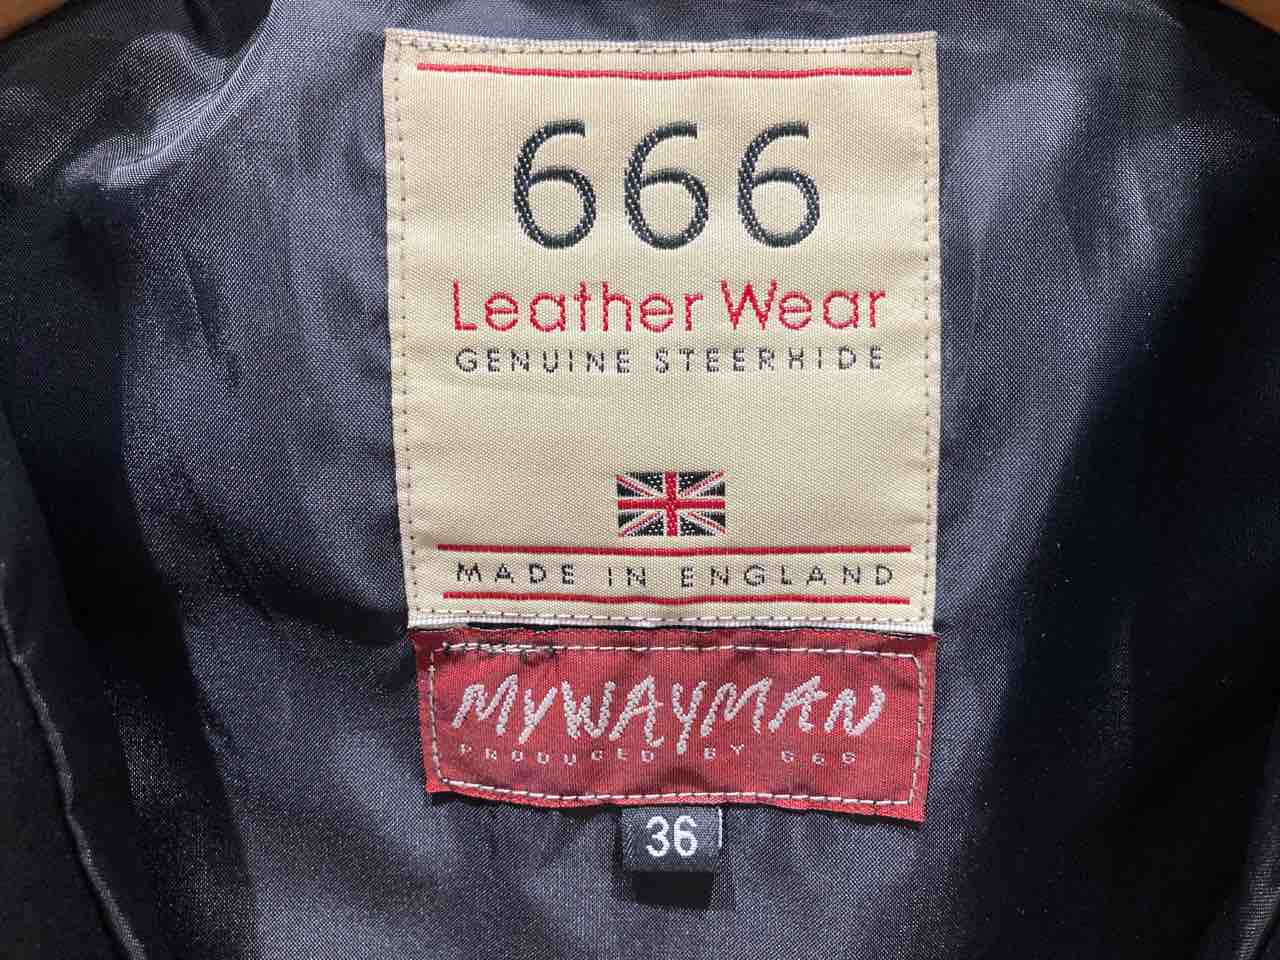 666
Leather Wear
GENUINE STEERHIDE
MADE IN ENGLAND
MYWAYMAN
PRODUCED BY 666
36